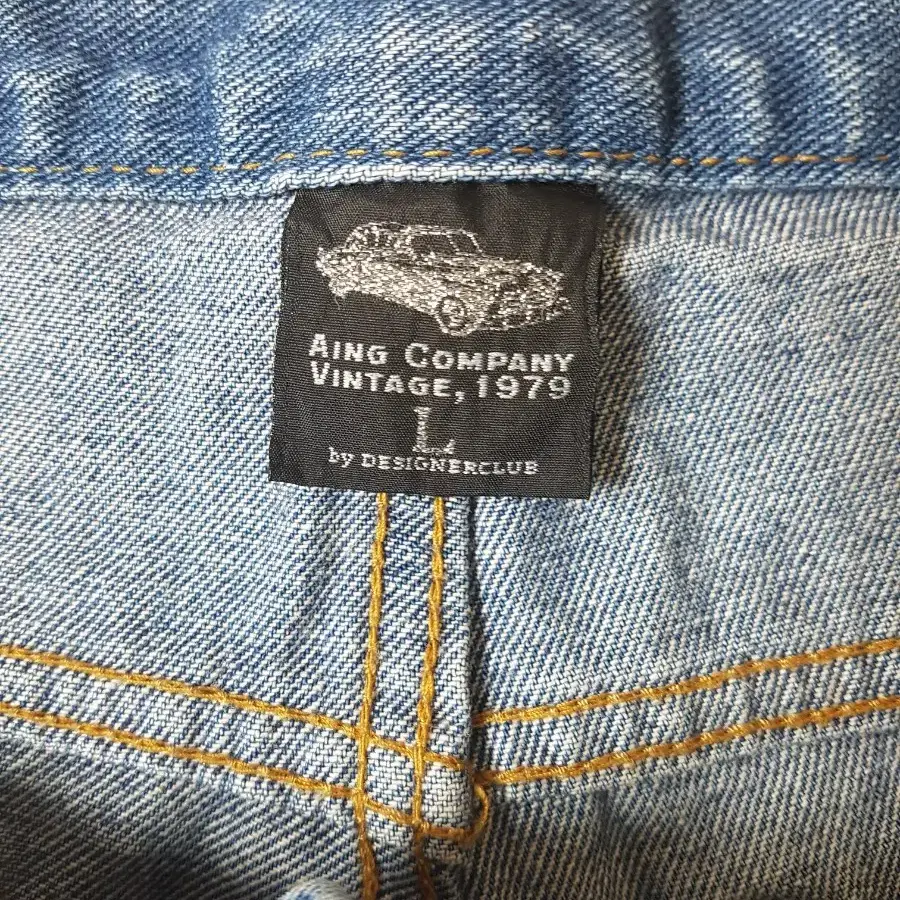 AING COMPANY
VINTAGE, 1979
L
by DESIGNERCLUB